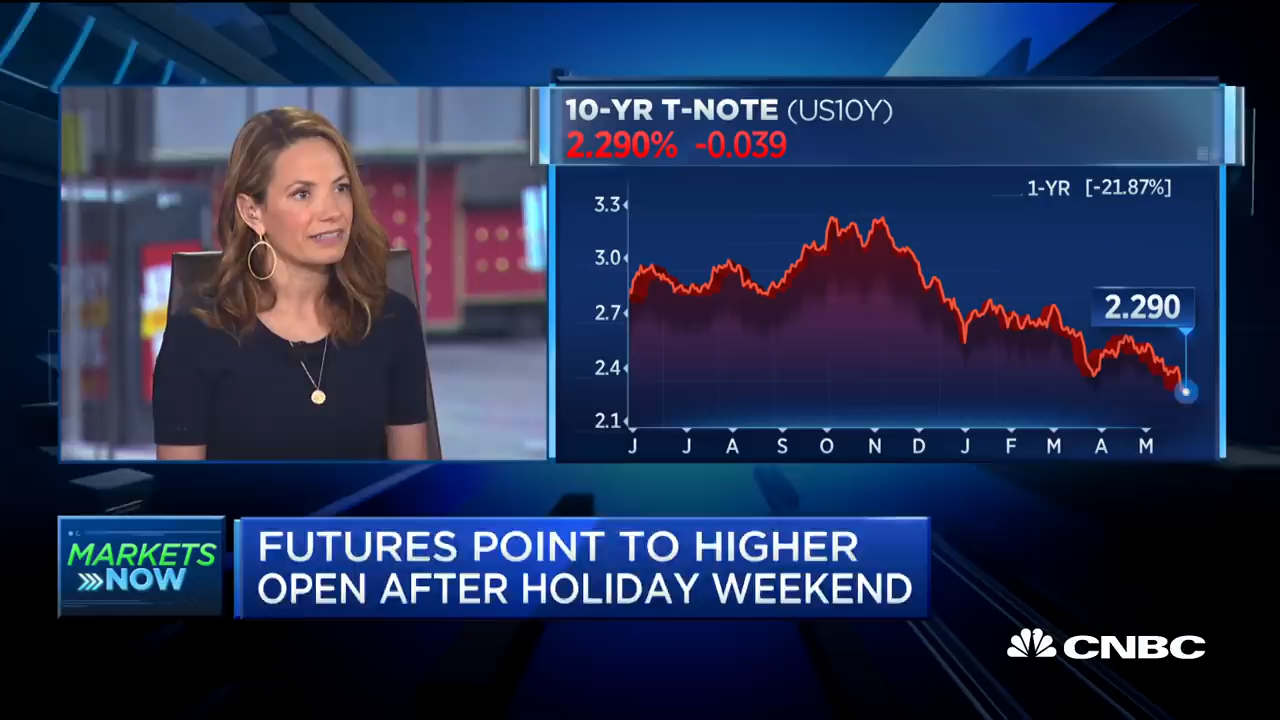 10-YR T-NOTE (US10Y)
2.290% -0.039
1-YR [-21.87%]
3.3
3.0
2.7
2.4
2.1
2.290
J J A S O N D J F M A M
MARKETS
NOW
FUTURES POINT TO HIGHER
OPEN AFTER HOLIDAY WEEKEND
CNBC